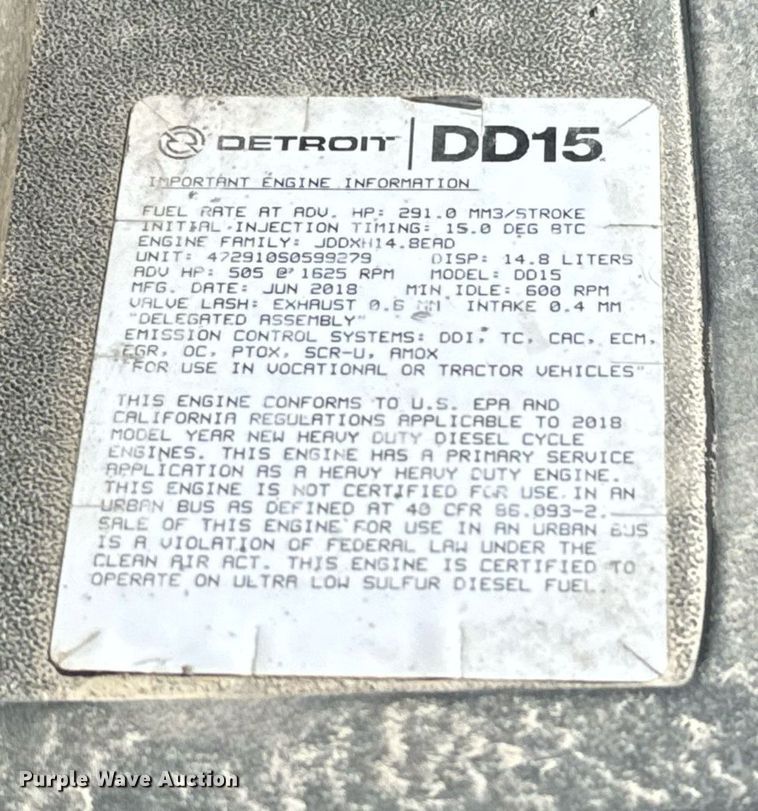 DETROIT DD15
IMPORTANT ENGINE INFORMATION
FUEL RATE AT ADV. HP: 291.0 MM3/STROKE
INITIAL INJECTION TIMING: 15.0 DEG BTC
ENGINE FAMILY: JDDXH14.8EAD
UNIT: 472910S0599279 DISP: 14.8 LITERS
ADV HP: 505 @ 1625 RPM MODEL: DD15
MFG. DATE: JUN 2018 MIN IDLE: 600 RPM
VALVE LASH: EXHAUST 0.6 MM INTAKE 0.4 MM
"DELEGATED ASSEMBLY"
EMISSION CONTROL SYSTEMS: DDI, TC, CAC, ECM,
EGR, OC, PTOX, SCR-U, AMOX
"FOR USE IN VOCATIONAL OR TRACTOR VEHICLES"
THIS ENGINE CONFORMS TO U.S. EPA AND
CALIFORNIA REGULATIONS APPLICABLE TO 2018
MODEL YEAR NEW HEAVY DUTY DIESEL CYCLE
ENGINES. THIS ENGINE HAS A PRIMARY SERVICE
APPLICATION AS A HEAVY HEAVY DUTY ENGINE.
THIS ENGINE IS NOT CERTIFIED FOR USE IN AN
URBAN BUS AS DEFINED AT 40 CFR 86.093-2.
SALE OF THIS ENGINE FOR USE IN AN URBAN BUS
IS A VIOLATION OF FEDERAL LAW UNDER THE
CLEAN AIR ACT. THIS ENGINE IS CERTIFIED TO
OPERATE ON ULTRA LOW SULFUR DIESEL FUEL.
Purple Wave Auction